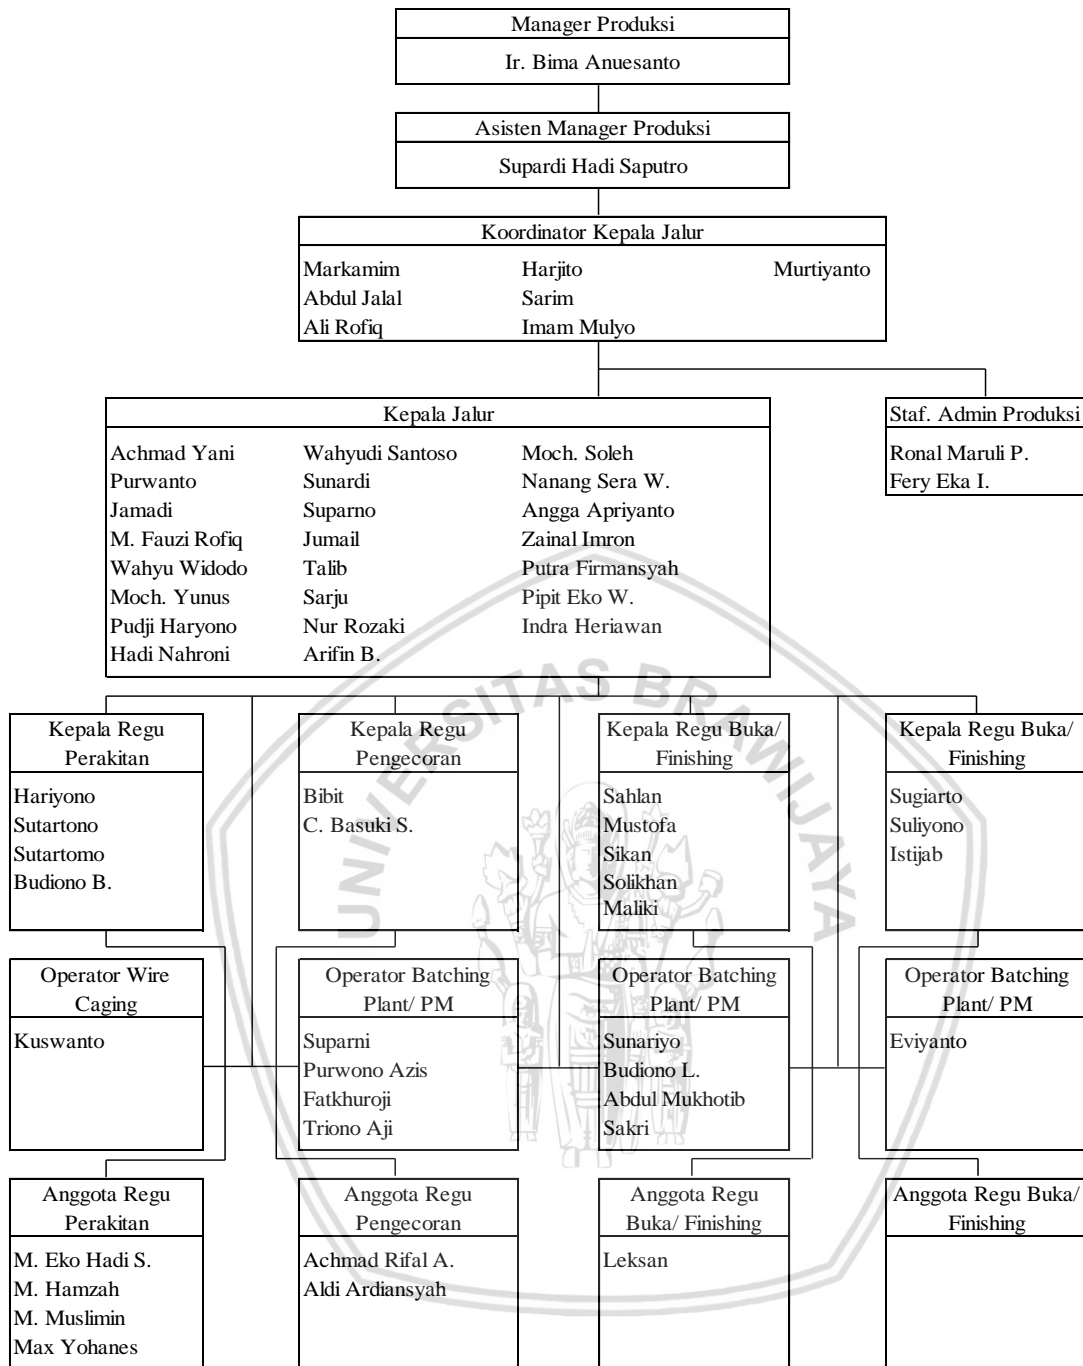 Manager Produksi
Ir. Bima Anuesanto
Asisten Manager Produksi
Supardi Hadi Saputro
Koordinator Kepala Jalur
Markamim Harjito Murtiyanto
Abdul Jalal Sarim
Ali Rofiq Imam Mulyo
Kepala Jalur
Achmad Yani Wahyudi Santoso Moch. Soleh
Purwanto Sunardi Nanang Sera W.
Jamadi Suparno Angga Apriyanto
M. Fauzi Rofiq Jumail Zainal Imron
Wahyu Widodo Talib Putra Firmansyah
Moch. Yunus Sarju Pipit Eko W.
Pudji Haryono Nur Rozaki Indra Heriawan
Hadi Nahroni Arifin B.
Staf. Admin Produksi
Ronal Maruli P.
Fery Eka I.
Kepala Regu
Perakitan
Hariyono
Sutartono
Sutartomo
Budiono B.
Kepala Regu
Pengecoran
Bibit
C. Basuki S.
Kepala Regu Buka/
Finishing
Sahlan
Mustofa
Sikan
Solikhan
Maliki
Kepala Regu Buka/
Finishing
Sugiarto
Suliyono
Istijab
Operator Wire
Caging
Kuswanto
Operator Batching
Plant/ PM
Suparni
Purwono Azis
Fatkhuroji
Triono Aji
Operator Batching
Plant/ PM
Sunariyo
Budiono L.
Abdul Mukhotib
Sakri
Operator Batching
Plant/ PM
Eviyanto
Anggota Regu
Perakitan
M. Eko Hadi S.
M. Hamzah
M. Muslimin
Max Yohanes
Anggota Regu
Pengecoran
Achmad Rifal A.
Aldi Ardiansyah
Anggota Regu
Buka/ Finishing
Leksan
Anggota Regu Buka/
Finishing
UNIVERSITAS BRAWIJAYA